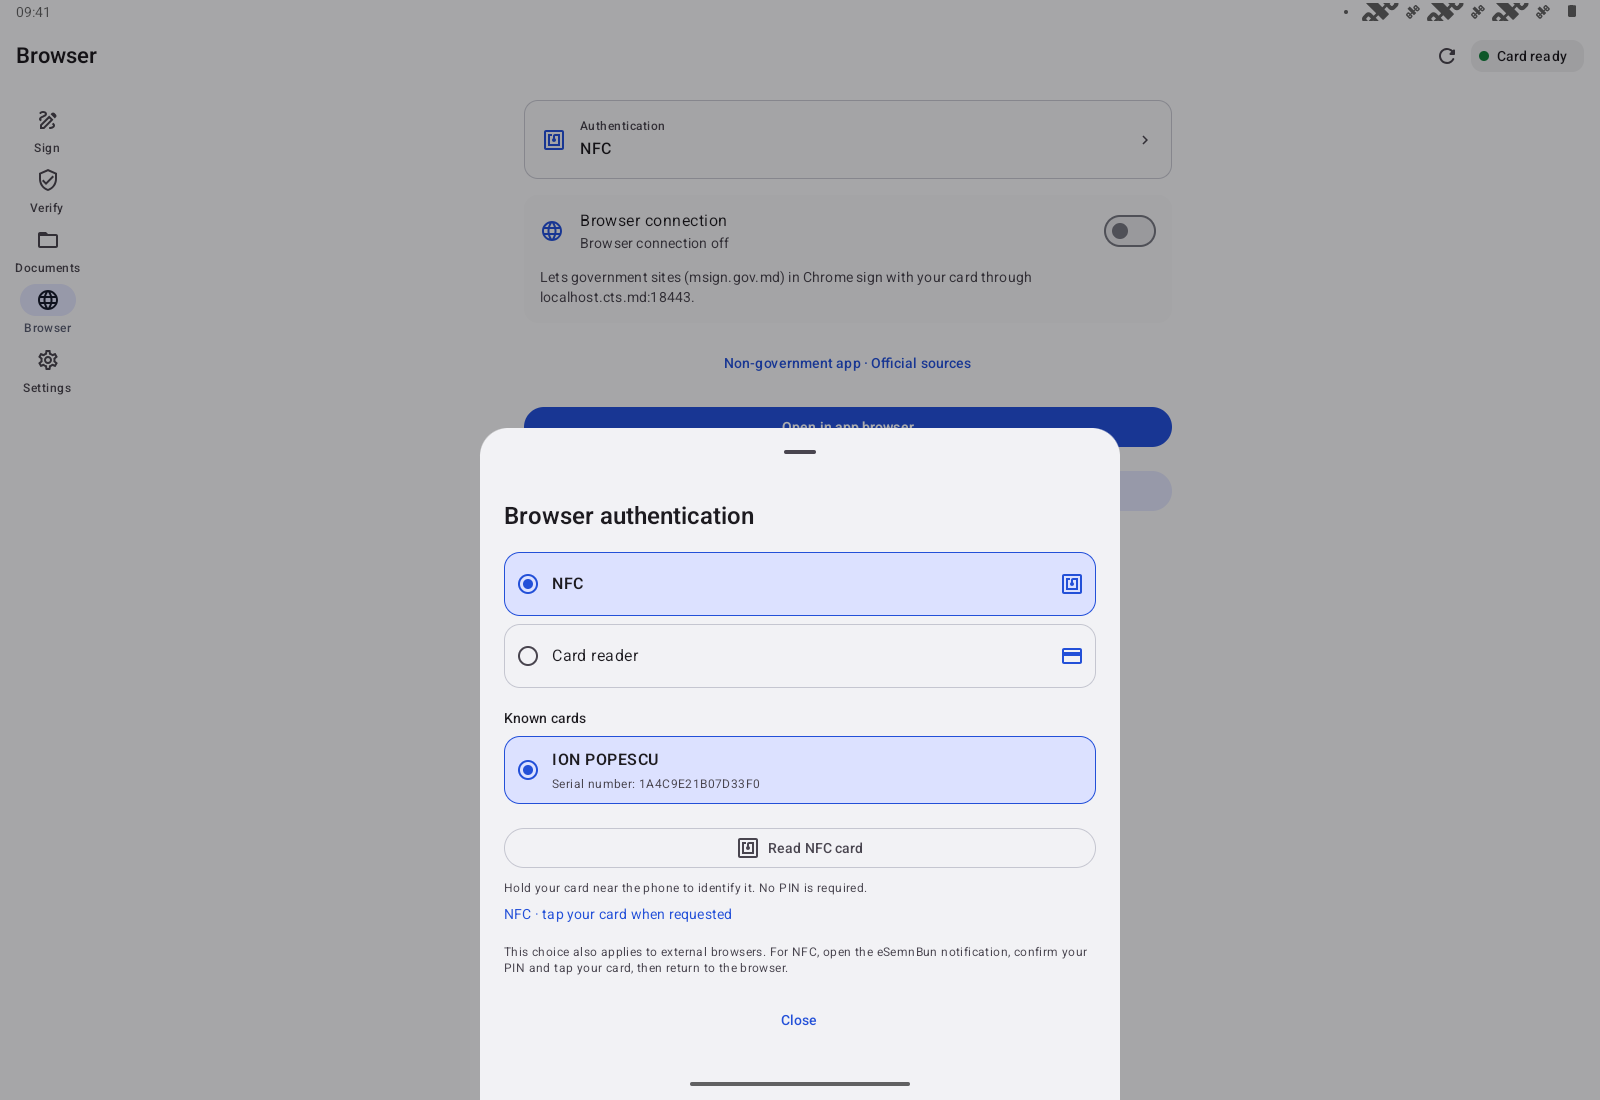 09:41
Browser
Card ready
Sign
Verify
Documents
Browser
Settings
Authentication
NFC
Browser connection
Browser connection off
Lets government sites (msign.gov.md) in Chrome sign with your card through
localhost.cts.md:18443.
Non-government app · Official sources
Open in app browser
Browser authentication
NFC
Card reader
Known cards
ION POPESCU
Serial number: 1A4C9E21B07D33F0
Read NFC card
Hold your card near the phone to identify it. No PIN is required.
NFC · tap your card when requested
This choice also applies to external browsers. For NFC, open the eSemnBun notification, confirm your
PIN and tap your card, then return to the browser.
Close